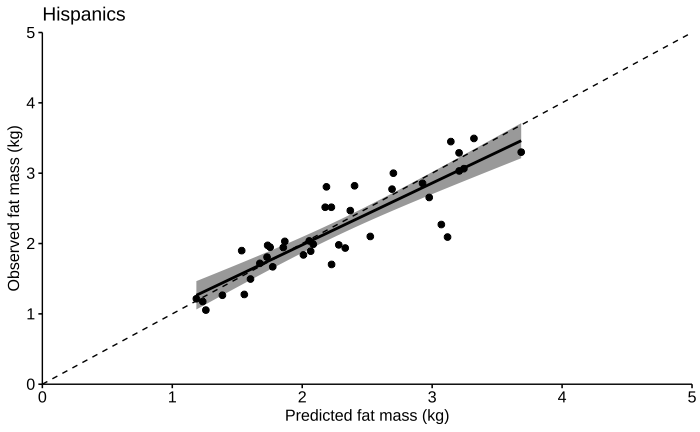 Hispanics
5
4
3
2
1
0
Observed fat mass (kg)
0 1 2 3 4 5
Predicted fat mass (kg)